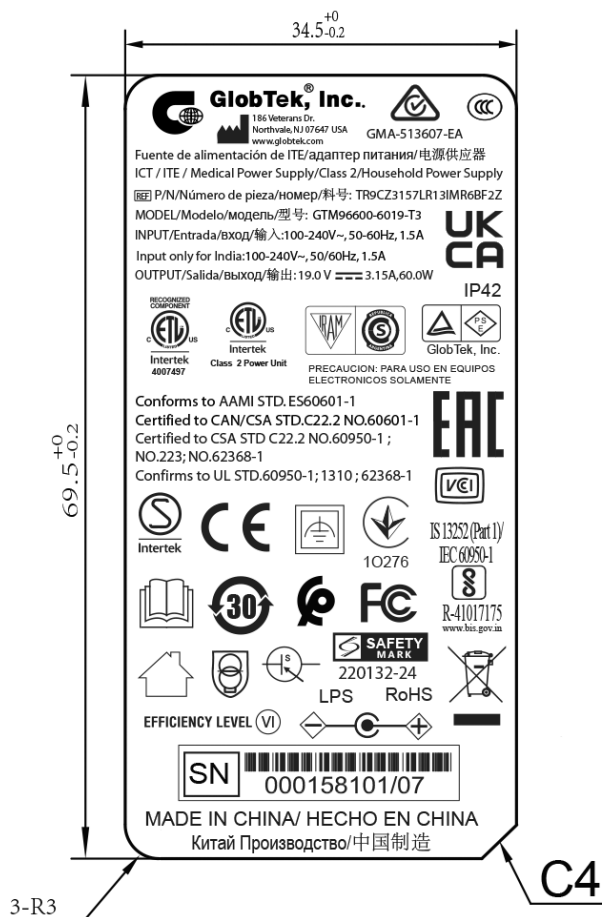 34.5 +0 -0.2
GlobTek, Inc.®
186 Veterans Dr.
Northvale, NJ 07647 USA
www.globtek.com
GMA-513607-EA
CCC
Fuente de alimentación de ITE/адаптер питания/电源供应器
ICT / ITE / Medical Power Supply/Class 2/Household Power Supply
REF P/N/Número de pieza/номер/料号: TR9CZ3157LR13IMR6BF2Z
MODEL/Modelo/модель/型号: GTM96600-6019-T3
INPUT/Entrada/вход/输入:100-240V~, 50-60Hz, 1.5A
Input only for India:100-240V~, 50/60Hz, 1.5A
OUTPUT/Salida/выход/输出: 19.0 V ⎓ 3.15A,60.0W
UK
CA
IP42
RECOGNIZED
COMPONENT
C ETL US
Intertek
4007497
C ETL US
Intertek
Class 2 Power Unit
IRAM
S
PS
E
GlobTek, Inc.
PRECAUCION: PARA USO EN EQUIPOS
ELECTRONICOS SOLAMENTE
69.5 +0 -0.2
Conforms to AAMI STD. ES60601-1
Certified to CAN/CSA STD.C22.2 NO.60601-1
Certified to CSA STD C22.2 NO.60950-1 ;
NO.223; NO.62368-1
Confirms to UL STD.60950-1; 1310 ; 62368-1
EAC
VCI
S
Intertek
CE
10276
IS 13252 (Part 1)/
IEC 60950-1
R-41017175
www.bis.gov.in
30
FC
S
SAFETY
MARK
220132-24
LPS RoHS
EFFICIENCY LEVEL VI
SN
000158101/07
MADE IN CHINA/ HECHO EN CHINA
Китай Производство/中国制造
3-R3
C4